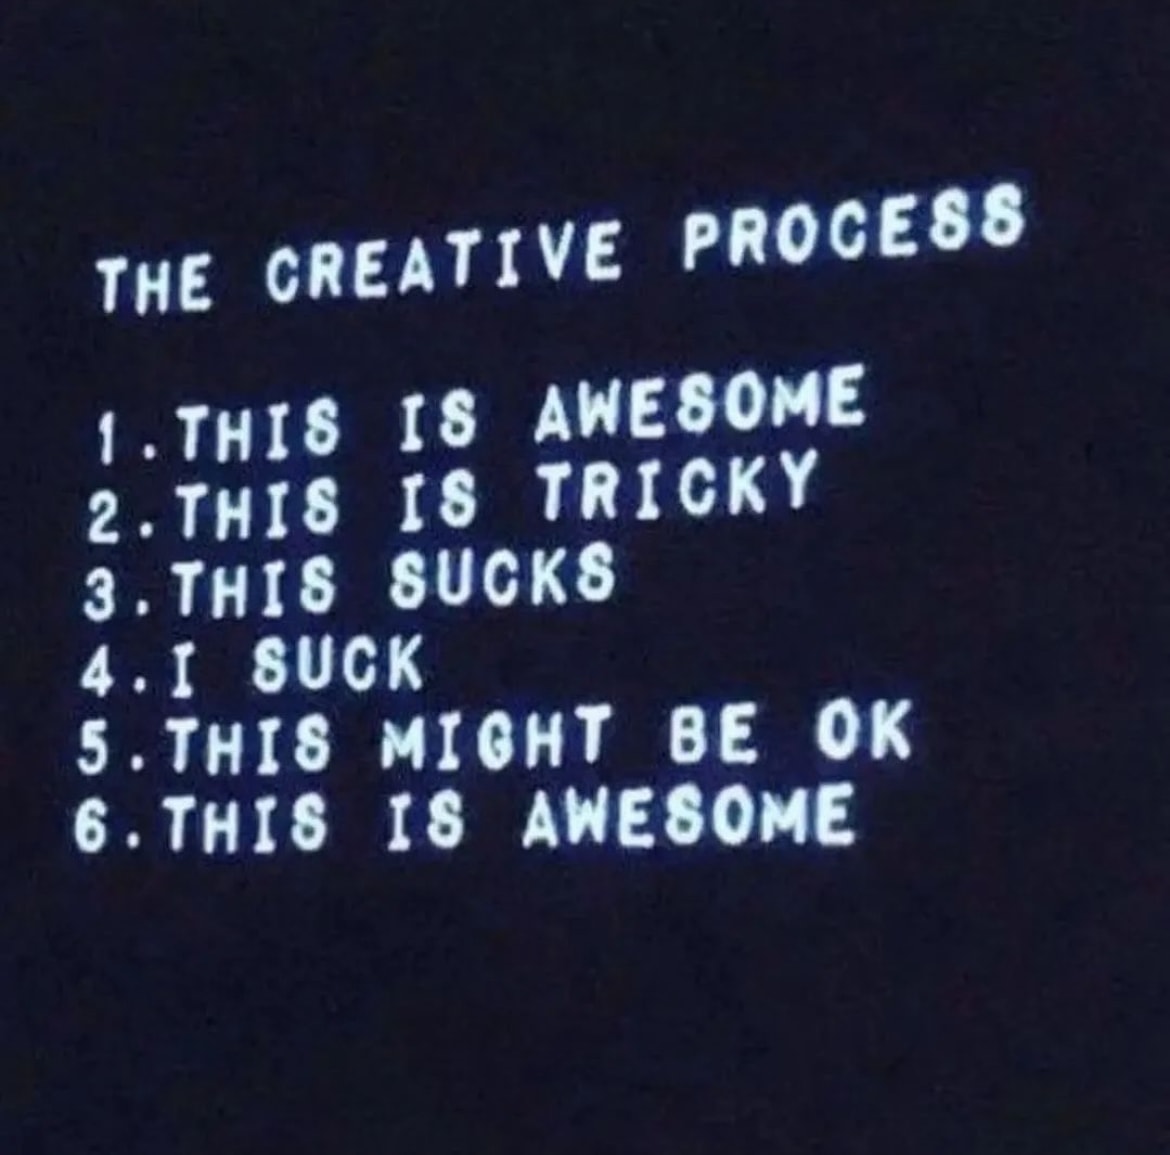 THE CREATIVE PROCESS
1.THIS IS AWESOME
2.THIS IS TRICKY
3.THIS SUCKS
4.I SUCK
5.THIS MIGHT BE OK
6.THIS IS AWESOME